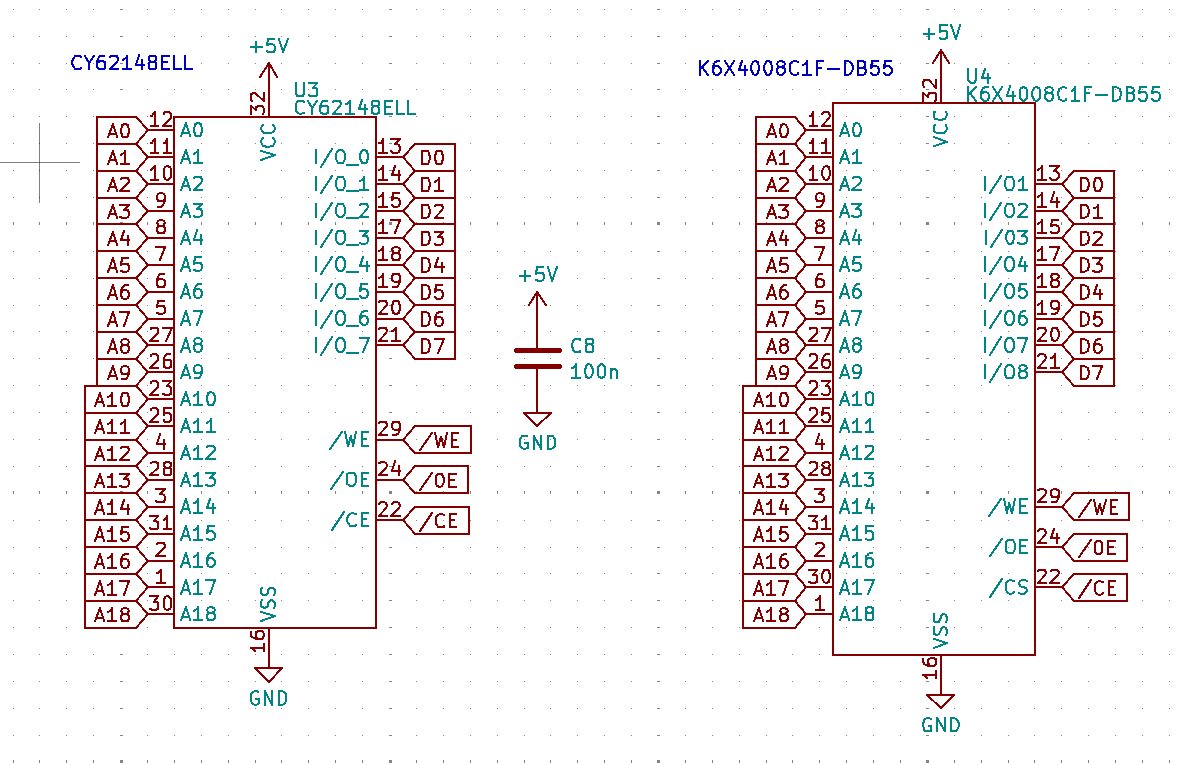 CY62148ELL
+5V
U3
CY62148ELL
32
VCC
A0 12 A0
A1 11 A1
A2 10 A2
A3 9 A3
A4 8 A4
A5 7 A5
A6 6 A6
A7 5 A7
A8 27 A8
A9 26 A9
A10 23 A10
A11 25 A11
A12 4 A12
A13 28 A13
A14 3 A14
A15 31 A15
A16 2 A16
A17 1 A17
A18 30 A18
I/O_0 13 D0
I/O_1 14 D1
I/O_2 15 D2
I/O_3 17 D3
I/O_4 18 D4
I/O_5 19 D5
I/O_6 20 D6
I/O_7 21 D7
/WE 29 /WE
/OE 24 /OE
/CE 22 /CE
VSS
16
GND
+5V
C8
100n
GND
K6X4008C1F-DB55
+5V
U4
K6X4008C1F-DB55
32
VCC
A0 12 A0
A1 11 A1
A2 10 A2
A3 9 A3
A4 8 A4
A5 7 A5
A6 6 A6
A7 5 A7
A8 27 A8
A9 26 A9
A10 23 A10
A11 25 A11
A12 4 A12
A13 28 A13
A14 3 A14
A15 31 A15
A16 2 A16
A17 30 A17
A18 1 A18
I/O1 13 D0
I/O2 14 D1
I/O3 15 D2
I/O4 17 D3
I/O5 18 D4
I/O6 19 D5
I/O7 20 D6
I/O8 21 D7
/WE 29 /WE
/OE 24 /OE
/CS 22 /CE
VSS
16
GND